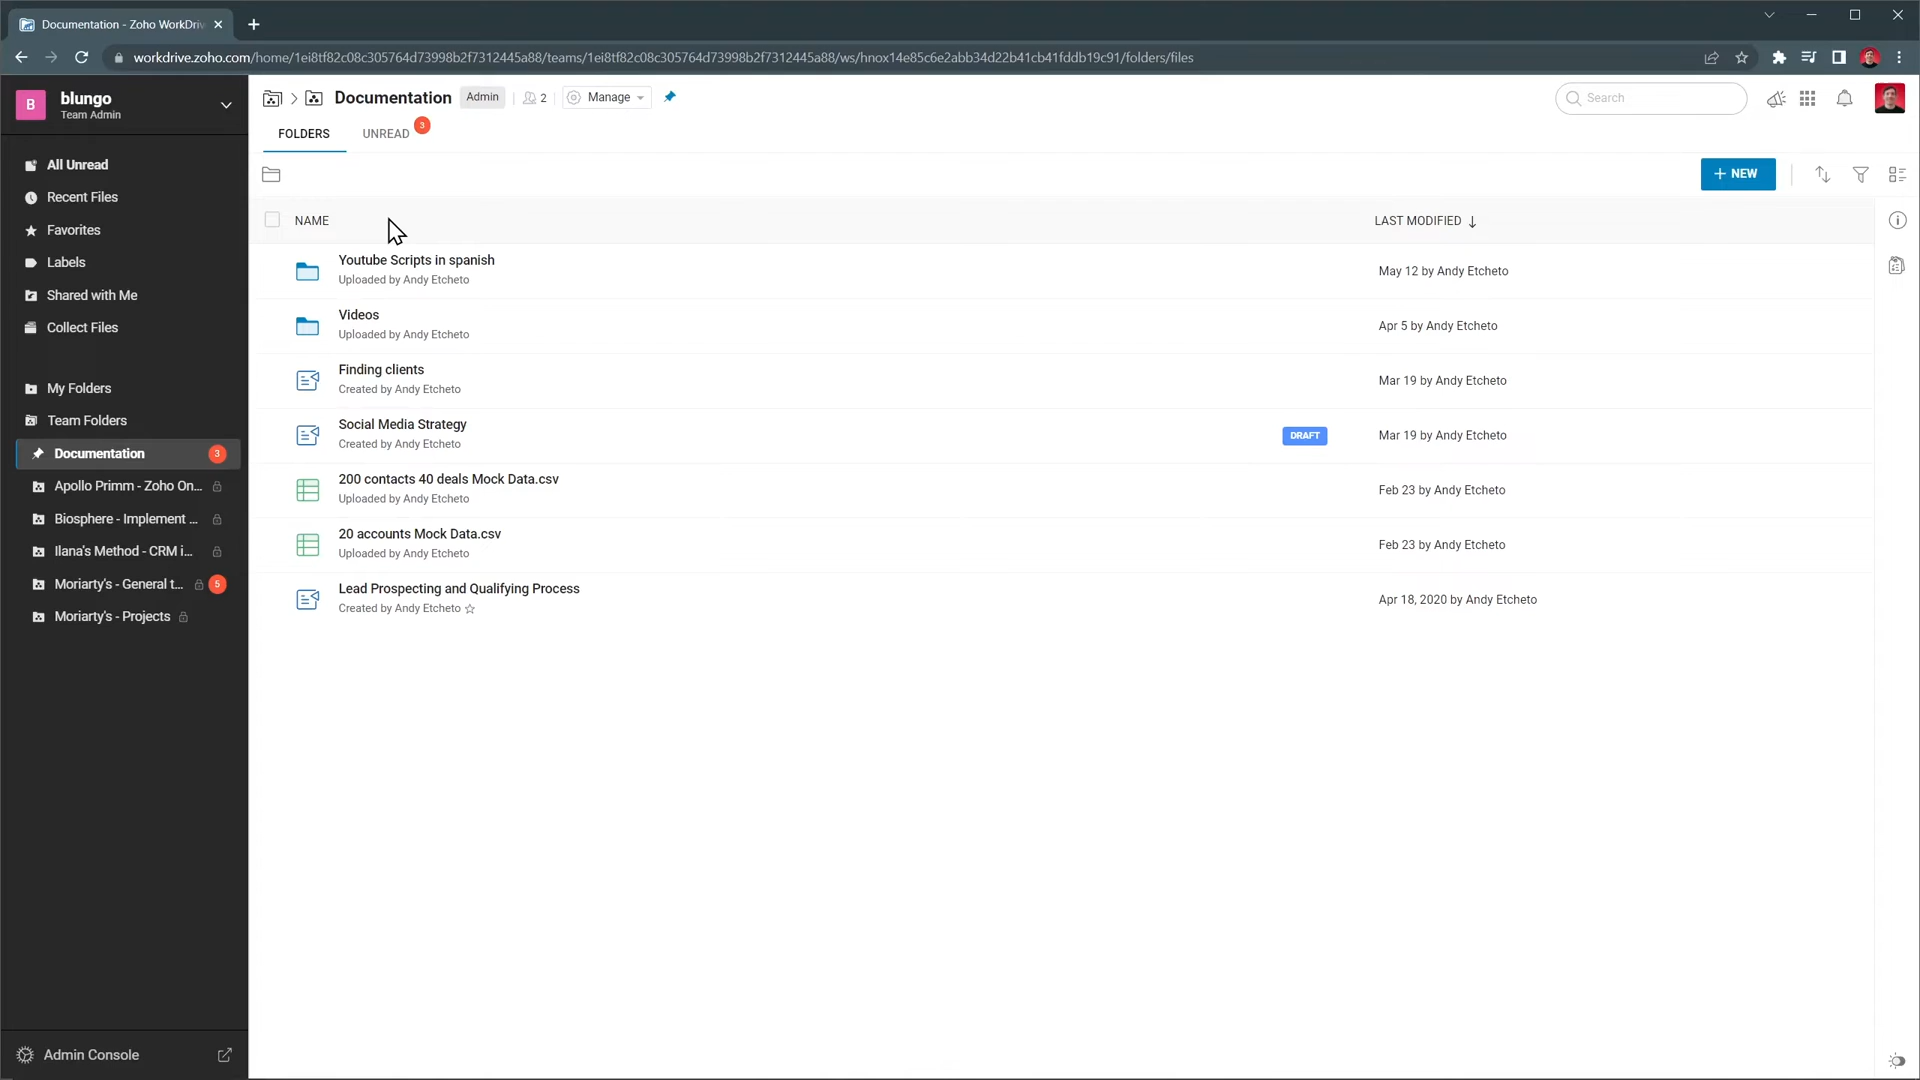 Documentation - Zoho WorkDriv
workdrive.zoho.com/home/1ei8tf82c08c305764d73998b2f7312445a88/teams/1ei8tf82c08c305764d73998b2f7312445a88/ws/hnox14e85c6e2abb34d22b41cb41fddb19c91/folders/files
B
blungo
Team Admin
All Unread
Recent Files
Favorites
Labels
Shared with Me
Collect Files
My Folders
Team Folders
Documentation 3
Apollo Primm - Zoho On...
Biosphere - Implement ...
Ilana's Method - CRM i...
Moriarty's - General t... 5
Moriarty's - Projects
Admin Console
Documentation Admin 2 Manage
Search
FOLDERS UNREAD 3
+ NEW
NAME LAST MODIFIED
Youtube Scripts in spanish
Uploaded by Andy Etcheto
May 12 by Andy Etcheto
Videos
Uploaded by Andy Etcheto
Apr 5 by Andy Etcheto
Finding clients
Created by Andy Etcheto
Mar 19 by Andy Etcheto
Social Media Strategy
Created by Andy Etcheto
DRAFT
Mar 19 by Andy Etcheto
200 contacts 40 deals Mock Data.csv
Uploaded by Andy Etcheto
Feb 23 by Andy Etcheto
20 accounts Mock Data.csv
Uploaded by Andy Etcheto
Feb 23 by Andy Etcheto
Lead Prospecting and Qualifying Process
Created by Andy Etcheto
Apr 18, 2020 by Andy Etcheto